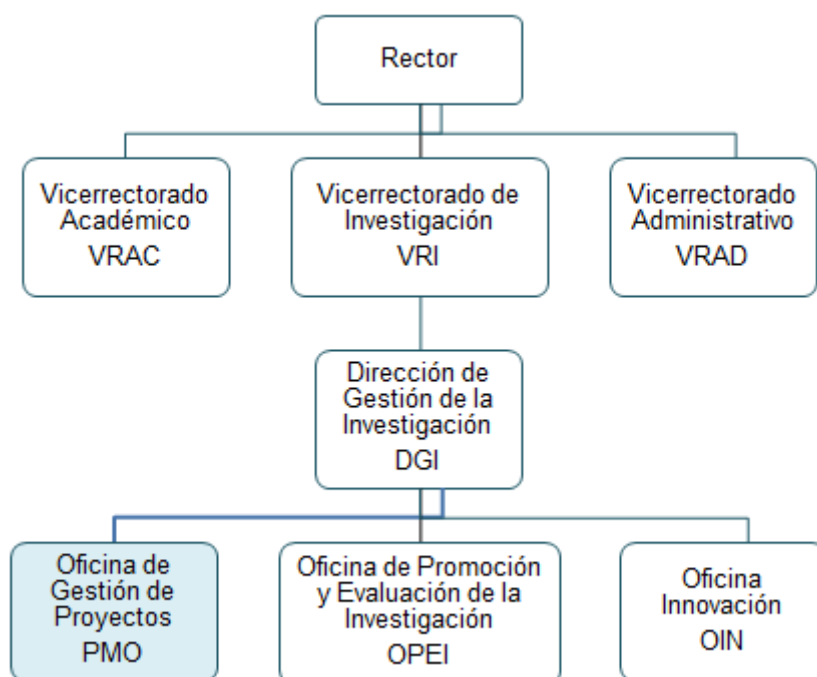 Rector
Vicerrectorado
Académico
VRAC
Vicerrectorado de
Investigación
VRI
Vicerrectorado
Administrativo
VRAD
Dirección de
Gestión de la
Investigación
DGI
Oficina de
Gestión de
Proyectos
PMO
Oficina de Promoción
y Evaluación de la
Investigación
OPEI
Oficina
Innovación
OIN